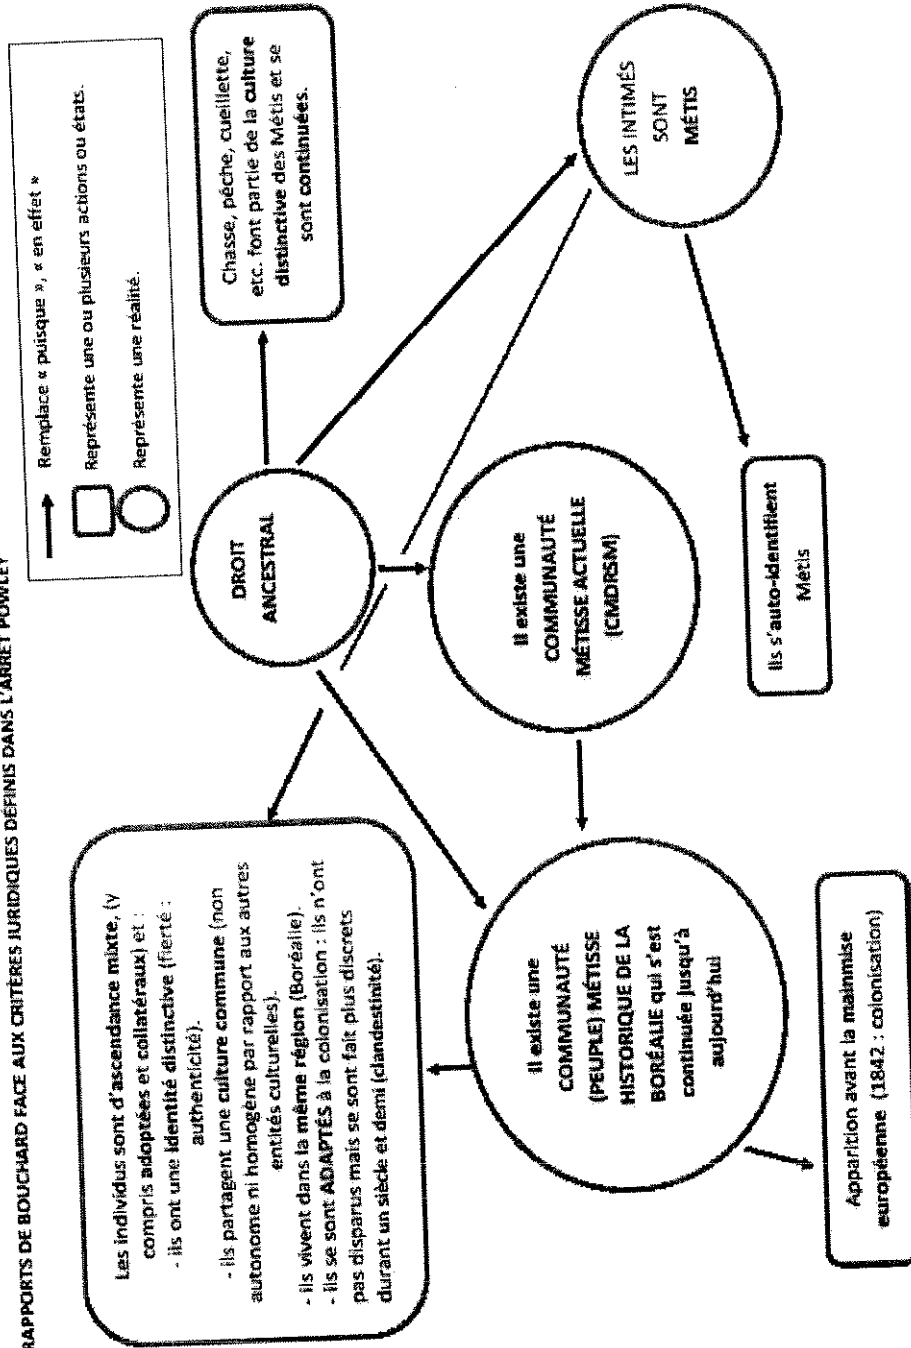 RAPPORTS DE BOUCHARD FACE AUX CRITÈRES JURIDIQUES DÉFINIS DANS L'ARRÊT POWLEY
Remplace « puisque », « en effet »
Représente une ou plusieurs actions ou états.
Représente une réalité.
Les individus sont d'ascendance mixte, (y
compris adoptées et collatéraux) et :
- ils ont une identité distinctive (fierté :
authenticité).
- ils partagent une culture commune (non
autonome ni homogène par rapport aux autres
entités culturelles).
- ils vivent dans la même région (Boréalie).
- ils se sont ADAPTÉS à la colonisation : ils n'ont
pas disparus mais se sont fait plus discrets
durant un siècle et demi (clandestinité).
DROIT
ANCESTRAL
Chasse, pêche, cueillette,
etc. font partie de la culture
distinctive des Métis et se
sont continuées.
Il existe une
COMMUNAUTÉ
(PEUPLE) MÉTISSE
HISTORIQUE DE LA
BORÉALIE qui s'est
continuée jusqu'à
aujourd'hui
Il existe une
COMMUNAUTÉ
MÉTISSE ACTUELLE
(CMDRSM)
LES INTIMÉS
SONT
MÉTIS
Apparition avant la mainmise
européenne (1842 : colonisation)
Ils s'auto-identifient
Métis